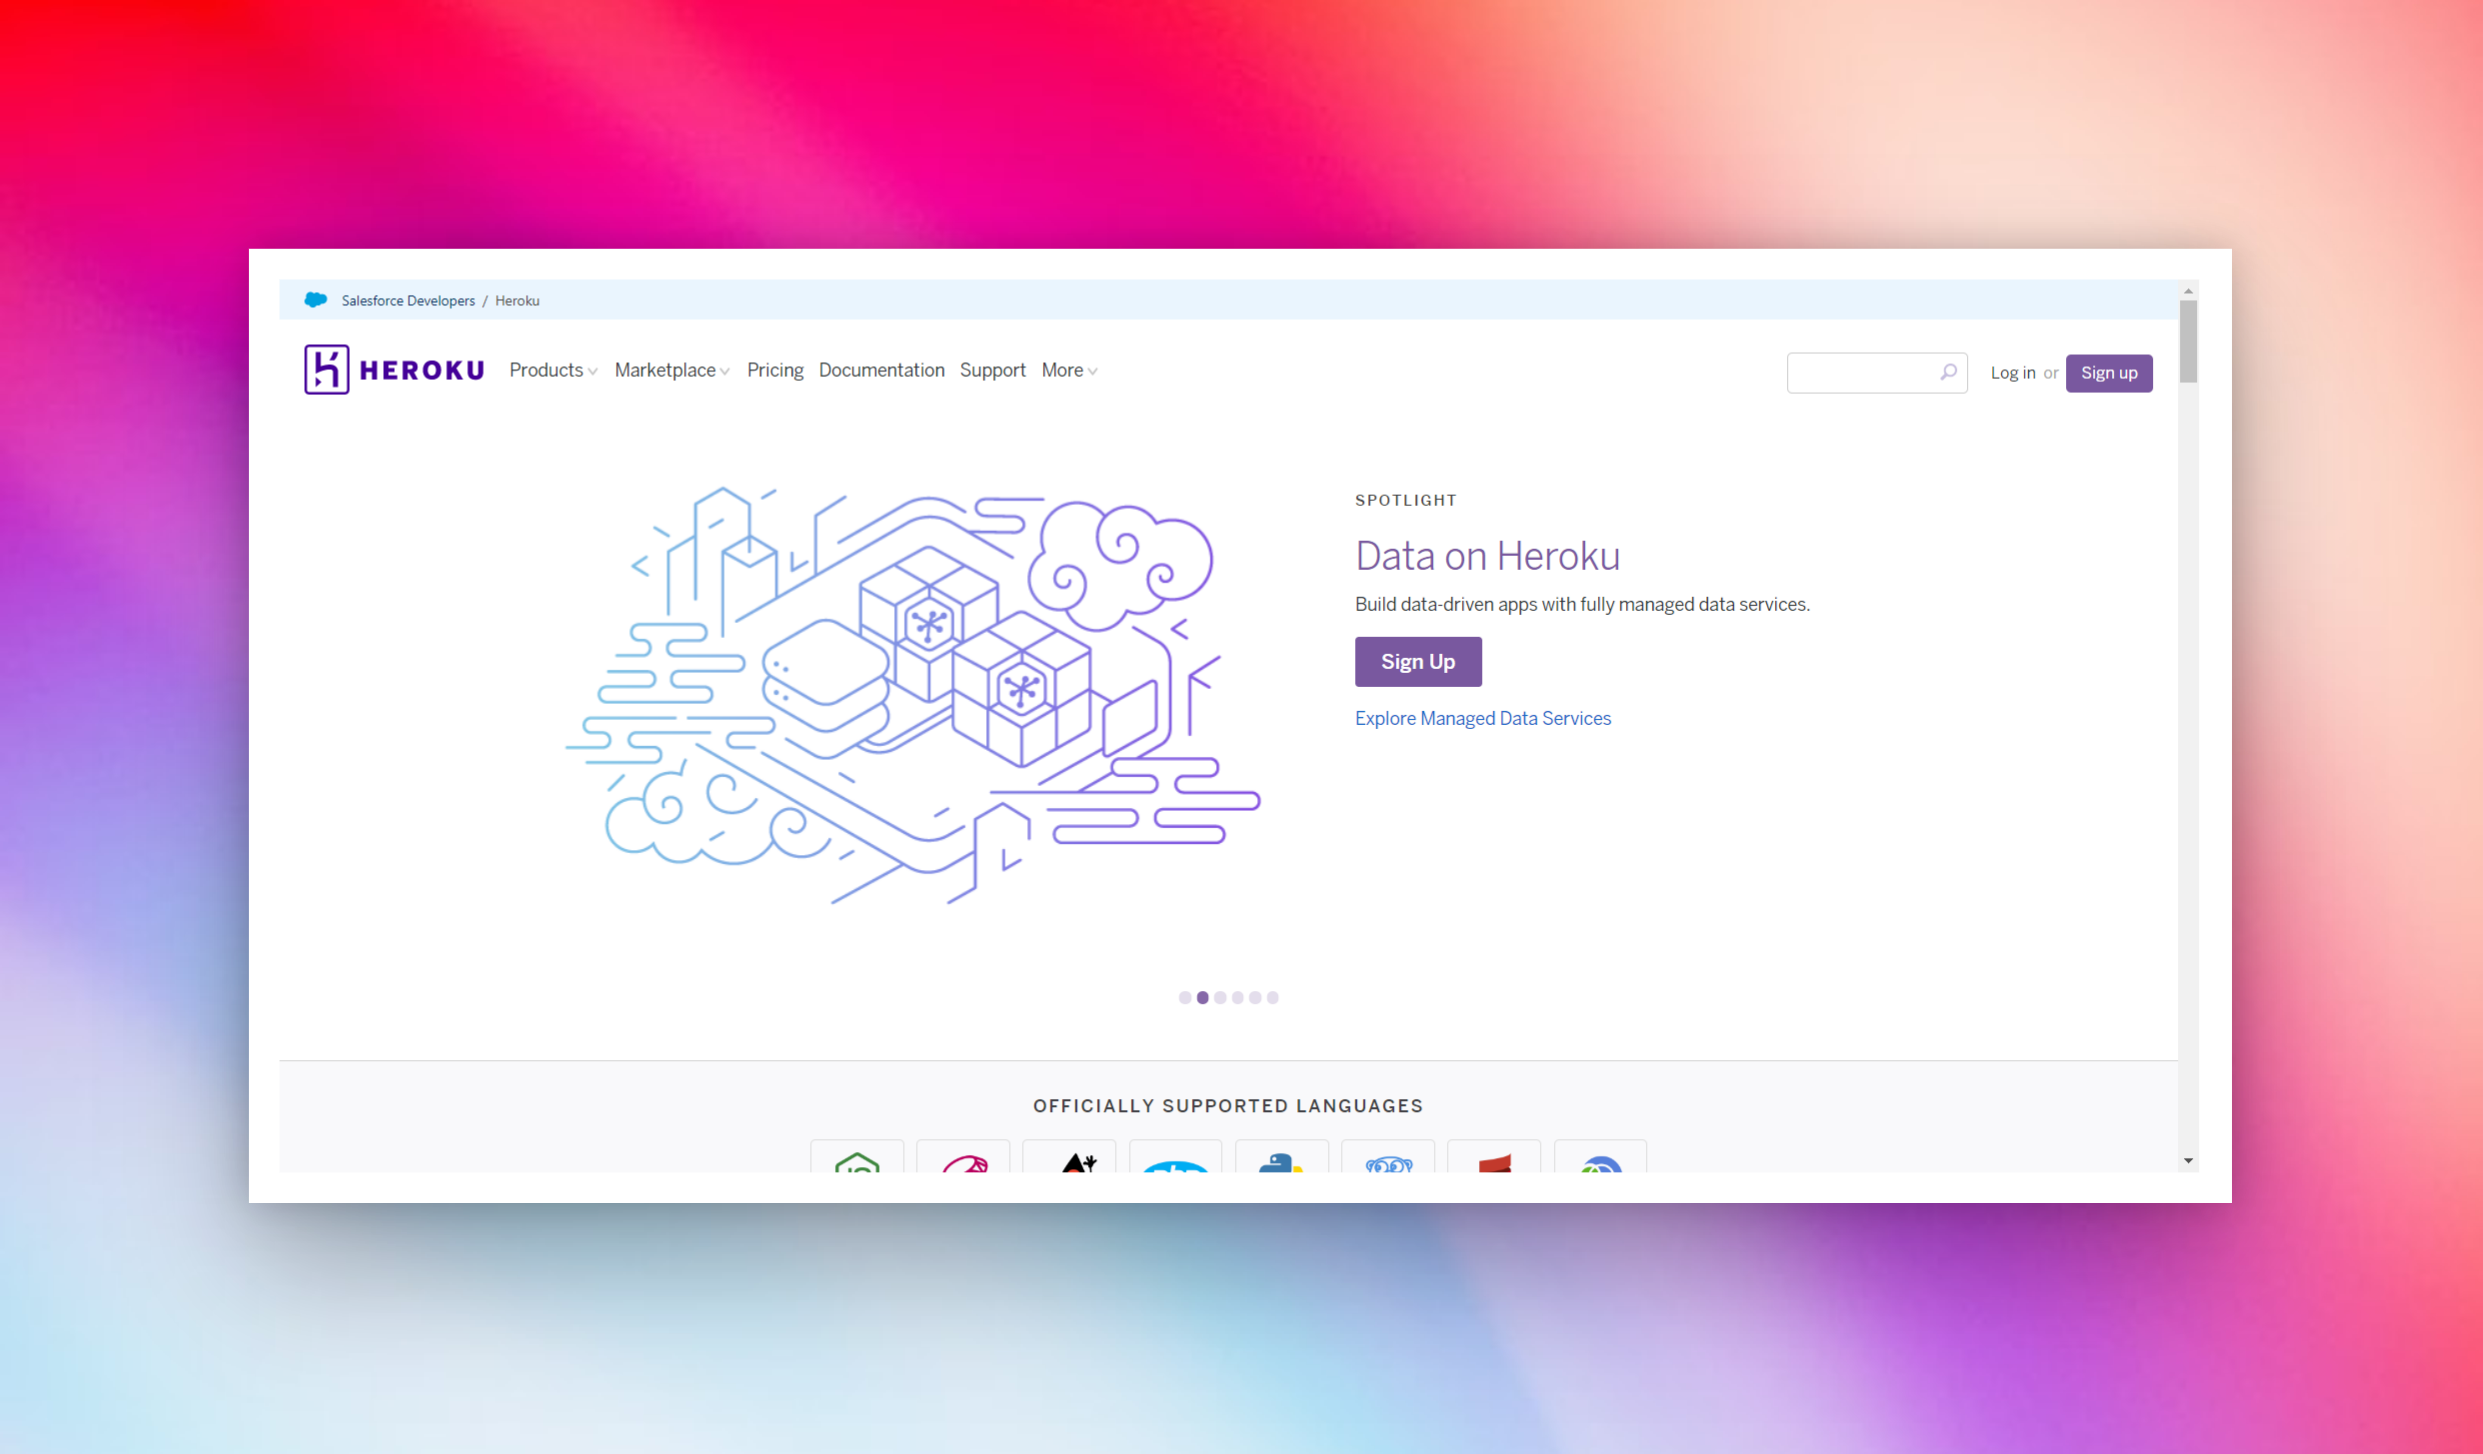 Salesforce Developers / Heroku
HEROKU Products Marketplace Pricing Documentation Support More Log in or Sign up
SPOTLIGHT
Data on Heroku
Build data-driven apps with fully managed data services.
Sign Up
Explore Managed Data Services
OFFICIALLY SUPPORTED LANGUAGES